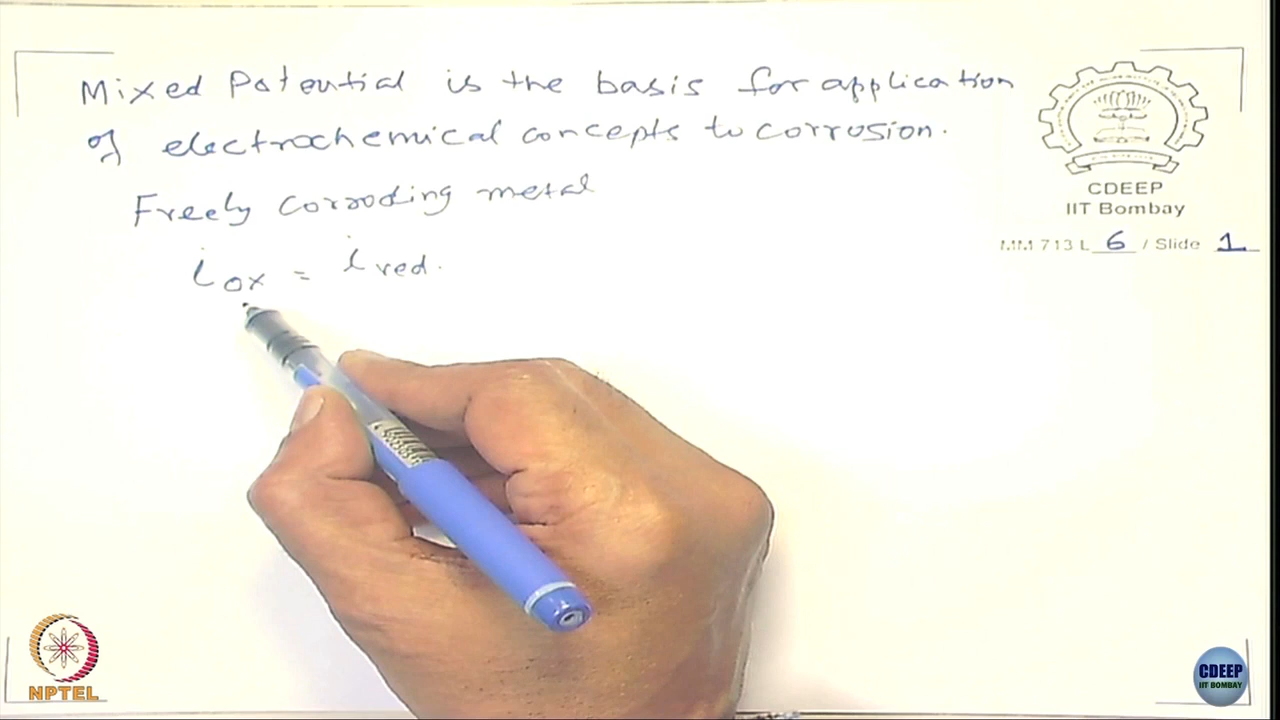 Mixed Potential is the basis for application
of electrochemical concepts to corrosion.
Freely corroding metal
i ox = i red.
CDEEP
IIT Bombay
MM 713 L 6 / Slide 1
NPTEL
CDEEP
IIT BOMBAY